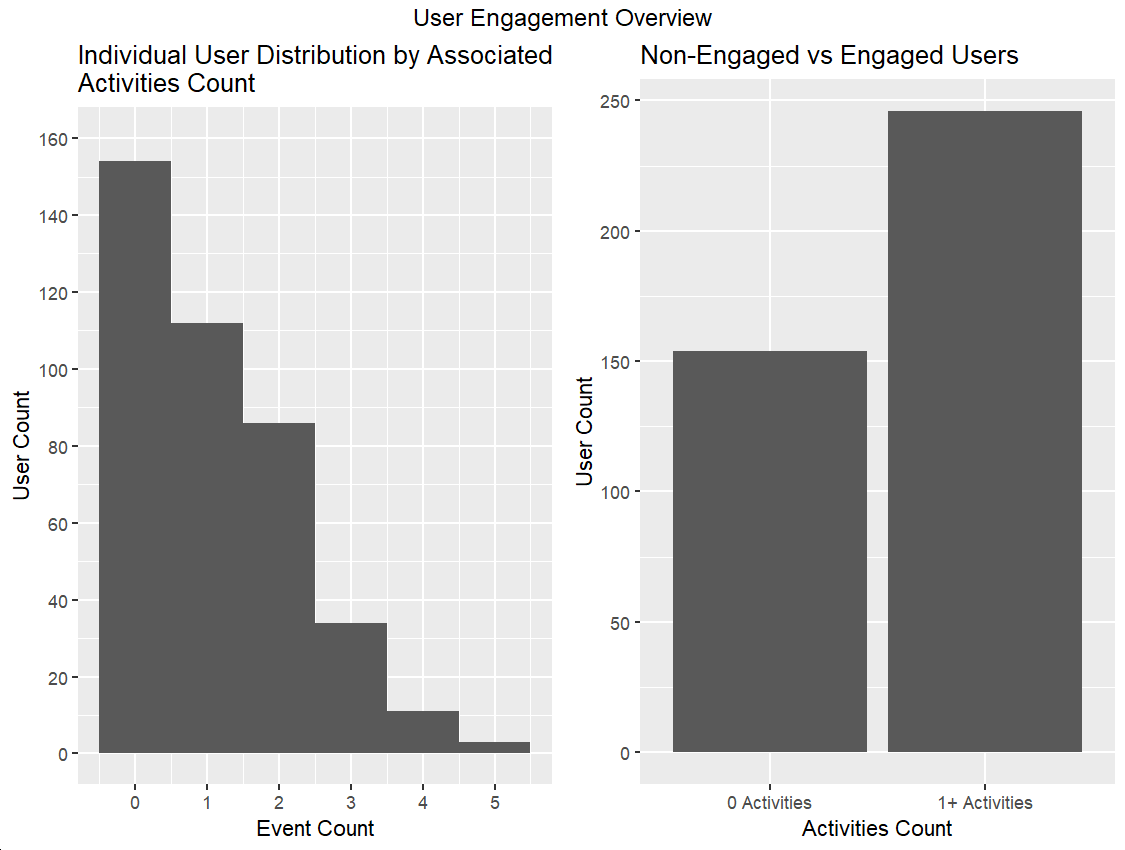 User Engagement Overview
Individual User Distribution by Associated
Activities Count
160
140
120
100
80
60
40
20
0
User Count
0 1 2 3 4 5
Event Count
Non-Engaged vs Engaged Users
250
200
150
100
50
0
User Count
0 Activities 1+ Activities
Activities Count